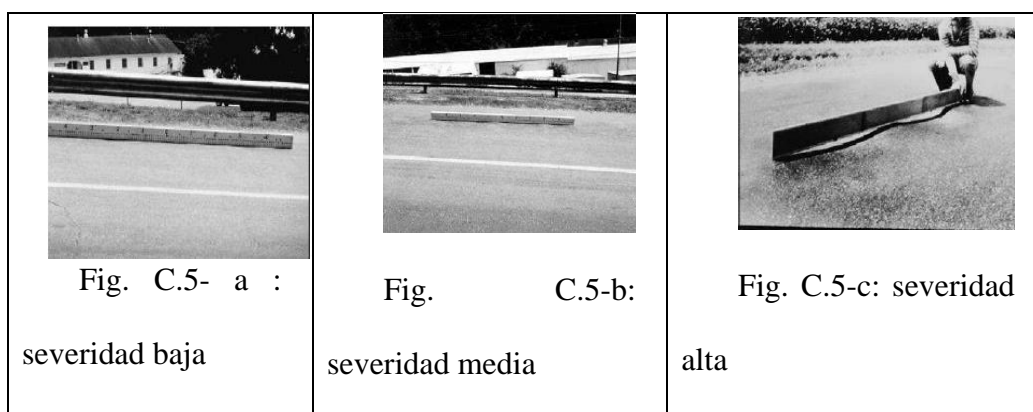 Fig. C.5- a :
severidad baja
Fig. C.5-b:
severidad media
Fig. C.5-c: severidad
alta